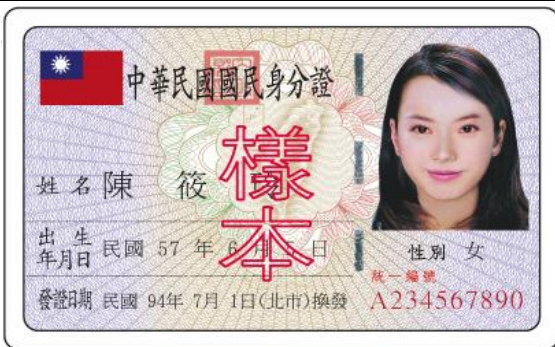 中華民國國民身分證
樣本
姓名 陳筱
出生年月日 民國 57 年 6 月 日
性別 女
統一編號
發證日期 民國 94年 7月 1日(北市)換發
A234567890